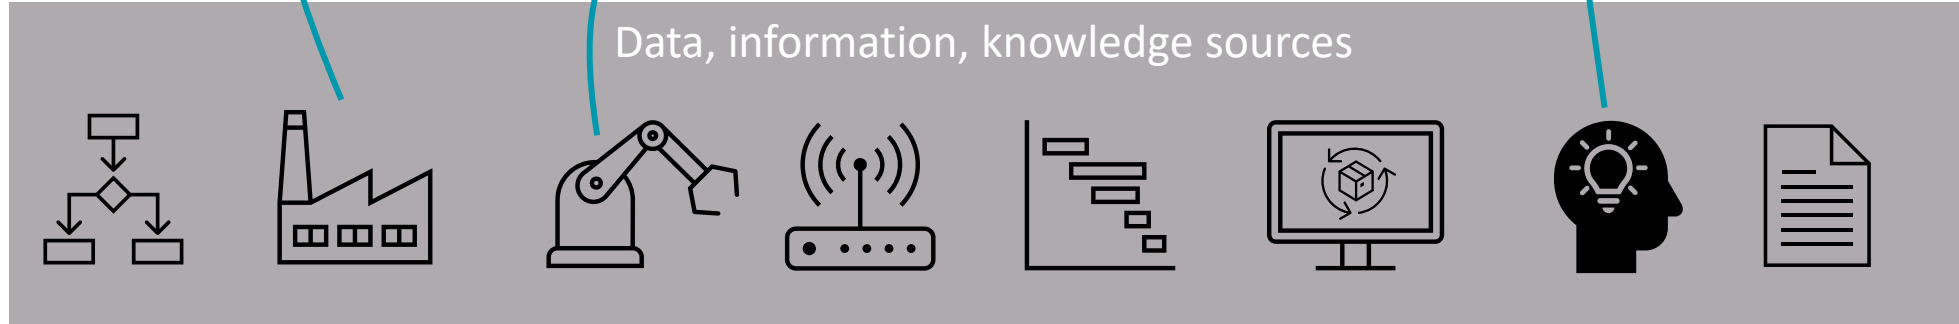 Data, information, knowledge sources